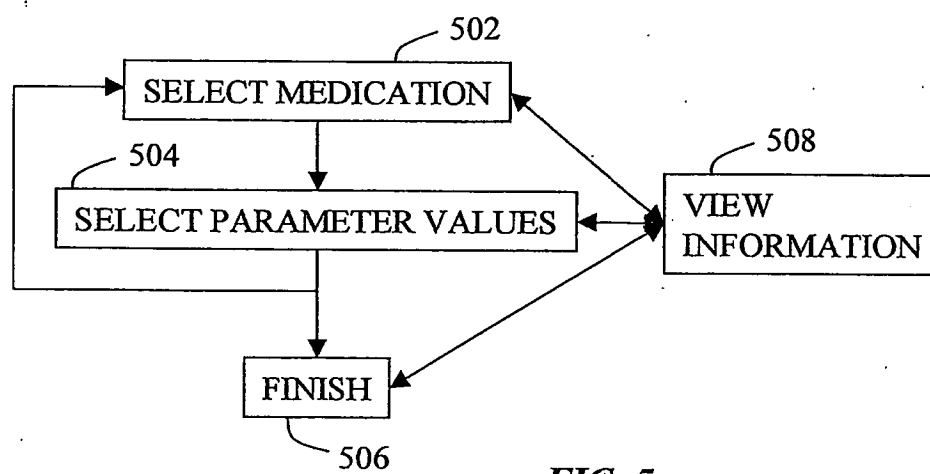 502
SELECT MEDICATION
504
508
SELECT PARAMETER VALUES
VIEW
INFORMATION
FINISH
506
FIG. 5